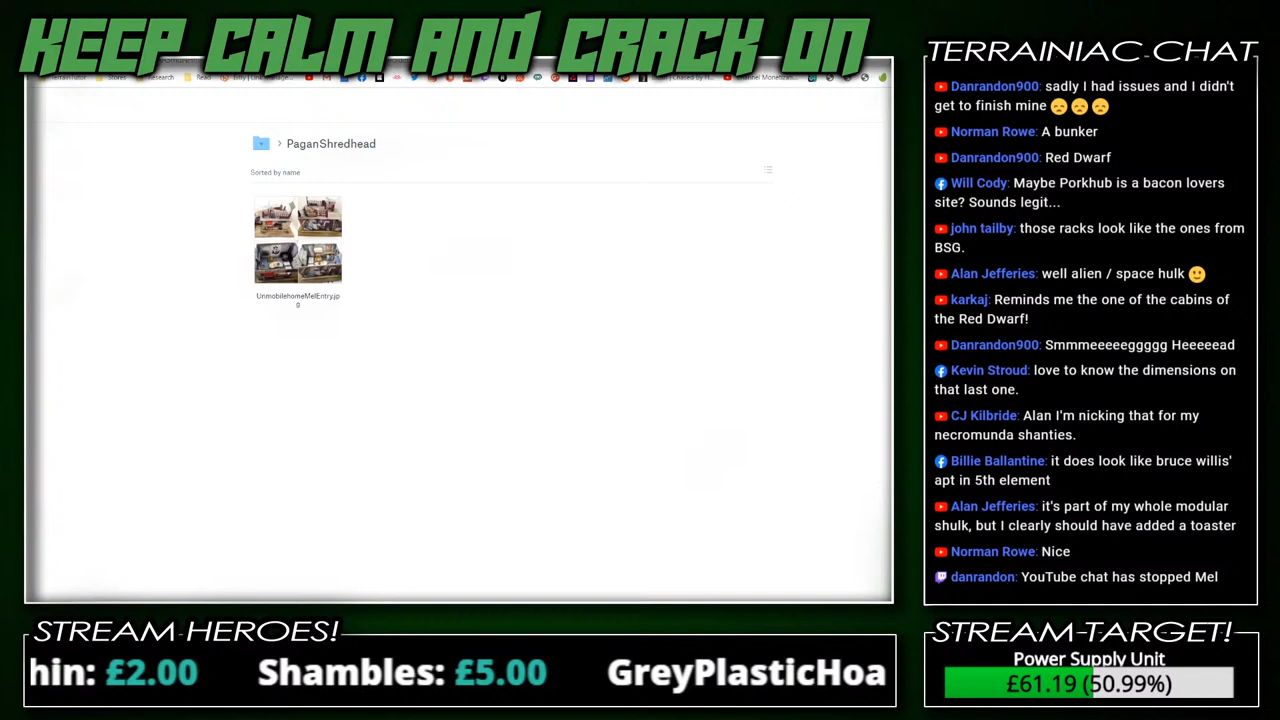 KEEP CALM AND CRACK ON
TerrainTutor Stores Research Read
PaganShredhead
Sorted by name
UnmobilehomeMelEntry.jp
g
TERRAINIAC-CHAT
Danrandon900: sadly I had issues and I didn't
get to finish mine 😞 😞 😞
Norman Rowe: A bunker
Danrandon900: Red Dwarf
Will Cody: Maybe Porkhub is a bacon lovers
site? Sounds legit...
john tailby: those racks look like the ones from
BSG.
Alan Jefferies: well alien / space hulk 🙂
karkaj: Reminds me the one of the cabins of
the Red Dwarf!
Danrandon900: Smmmeeeeeggggg Heeeeead
Kevin Stroud: love to know the dimensions on
that last one.
CJ Kilbride: Alan I'm nicking that for my
necromunda shanties.
Billie Ballantine: it does look like bruce willis'
apt in 5th element
Alan Jefferies: it's part of my whole modular
shulk, but I clearly should have added a toaster
Norman Rowe: Nice
danrandon: YouTube chat has stopped Mel
STREAM HEROES!
hin: £2.00 Shambles: £5.00 GreyPlasticHoa
STREAM TARGET!
Power Supply Unit
£61.19 (50.99%)